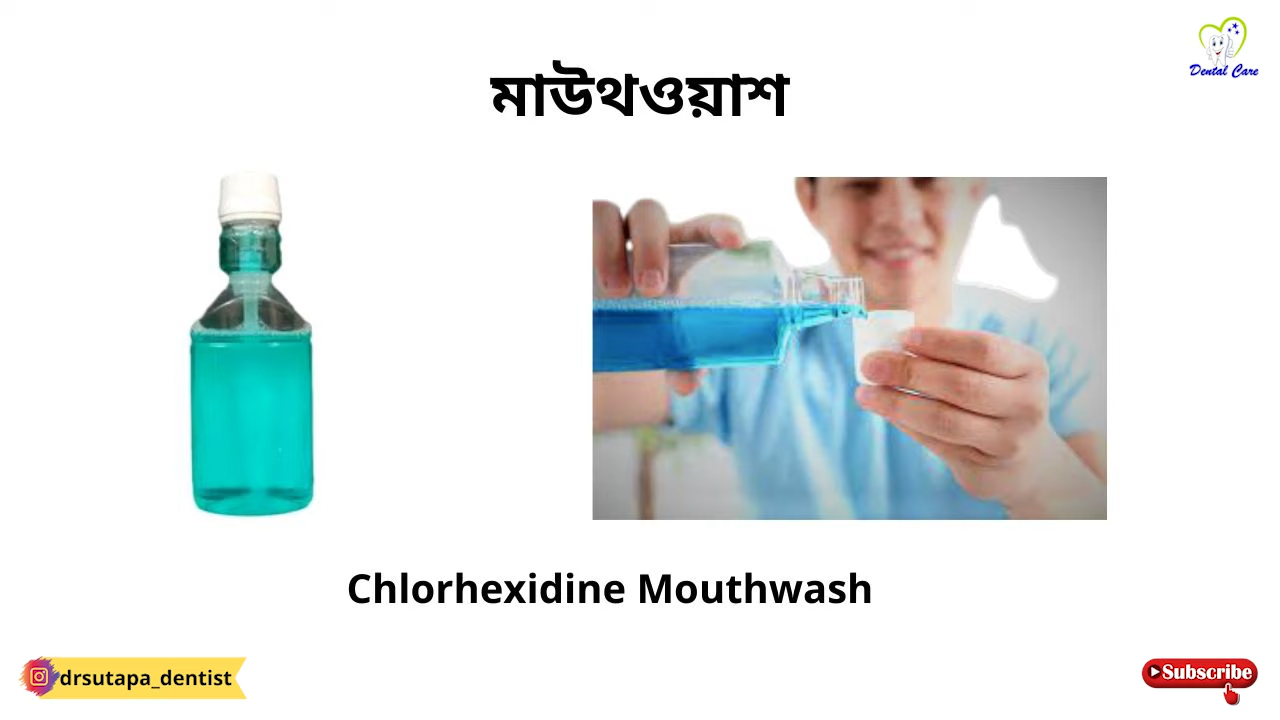 Dental Care
মাউথওয়াশ
Chlorhexidine Mouthwash
drsutapa_dentist
Subscribe